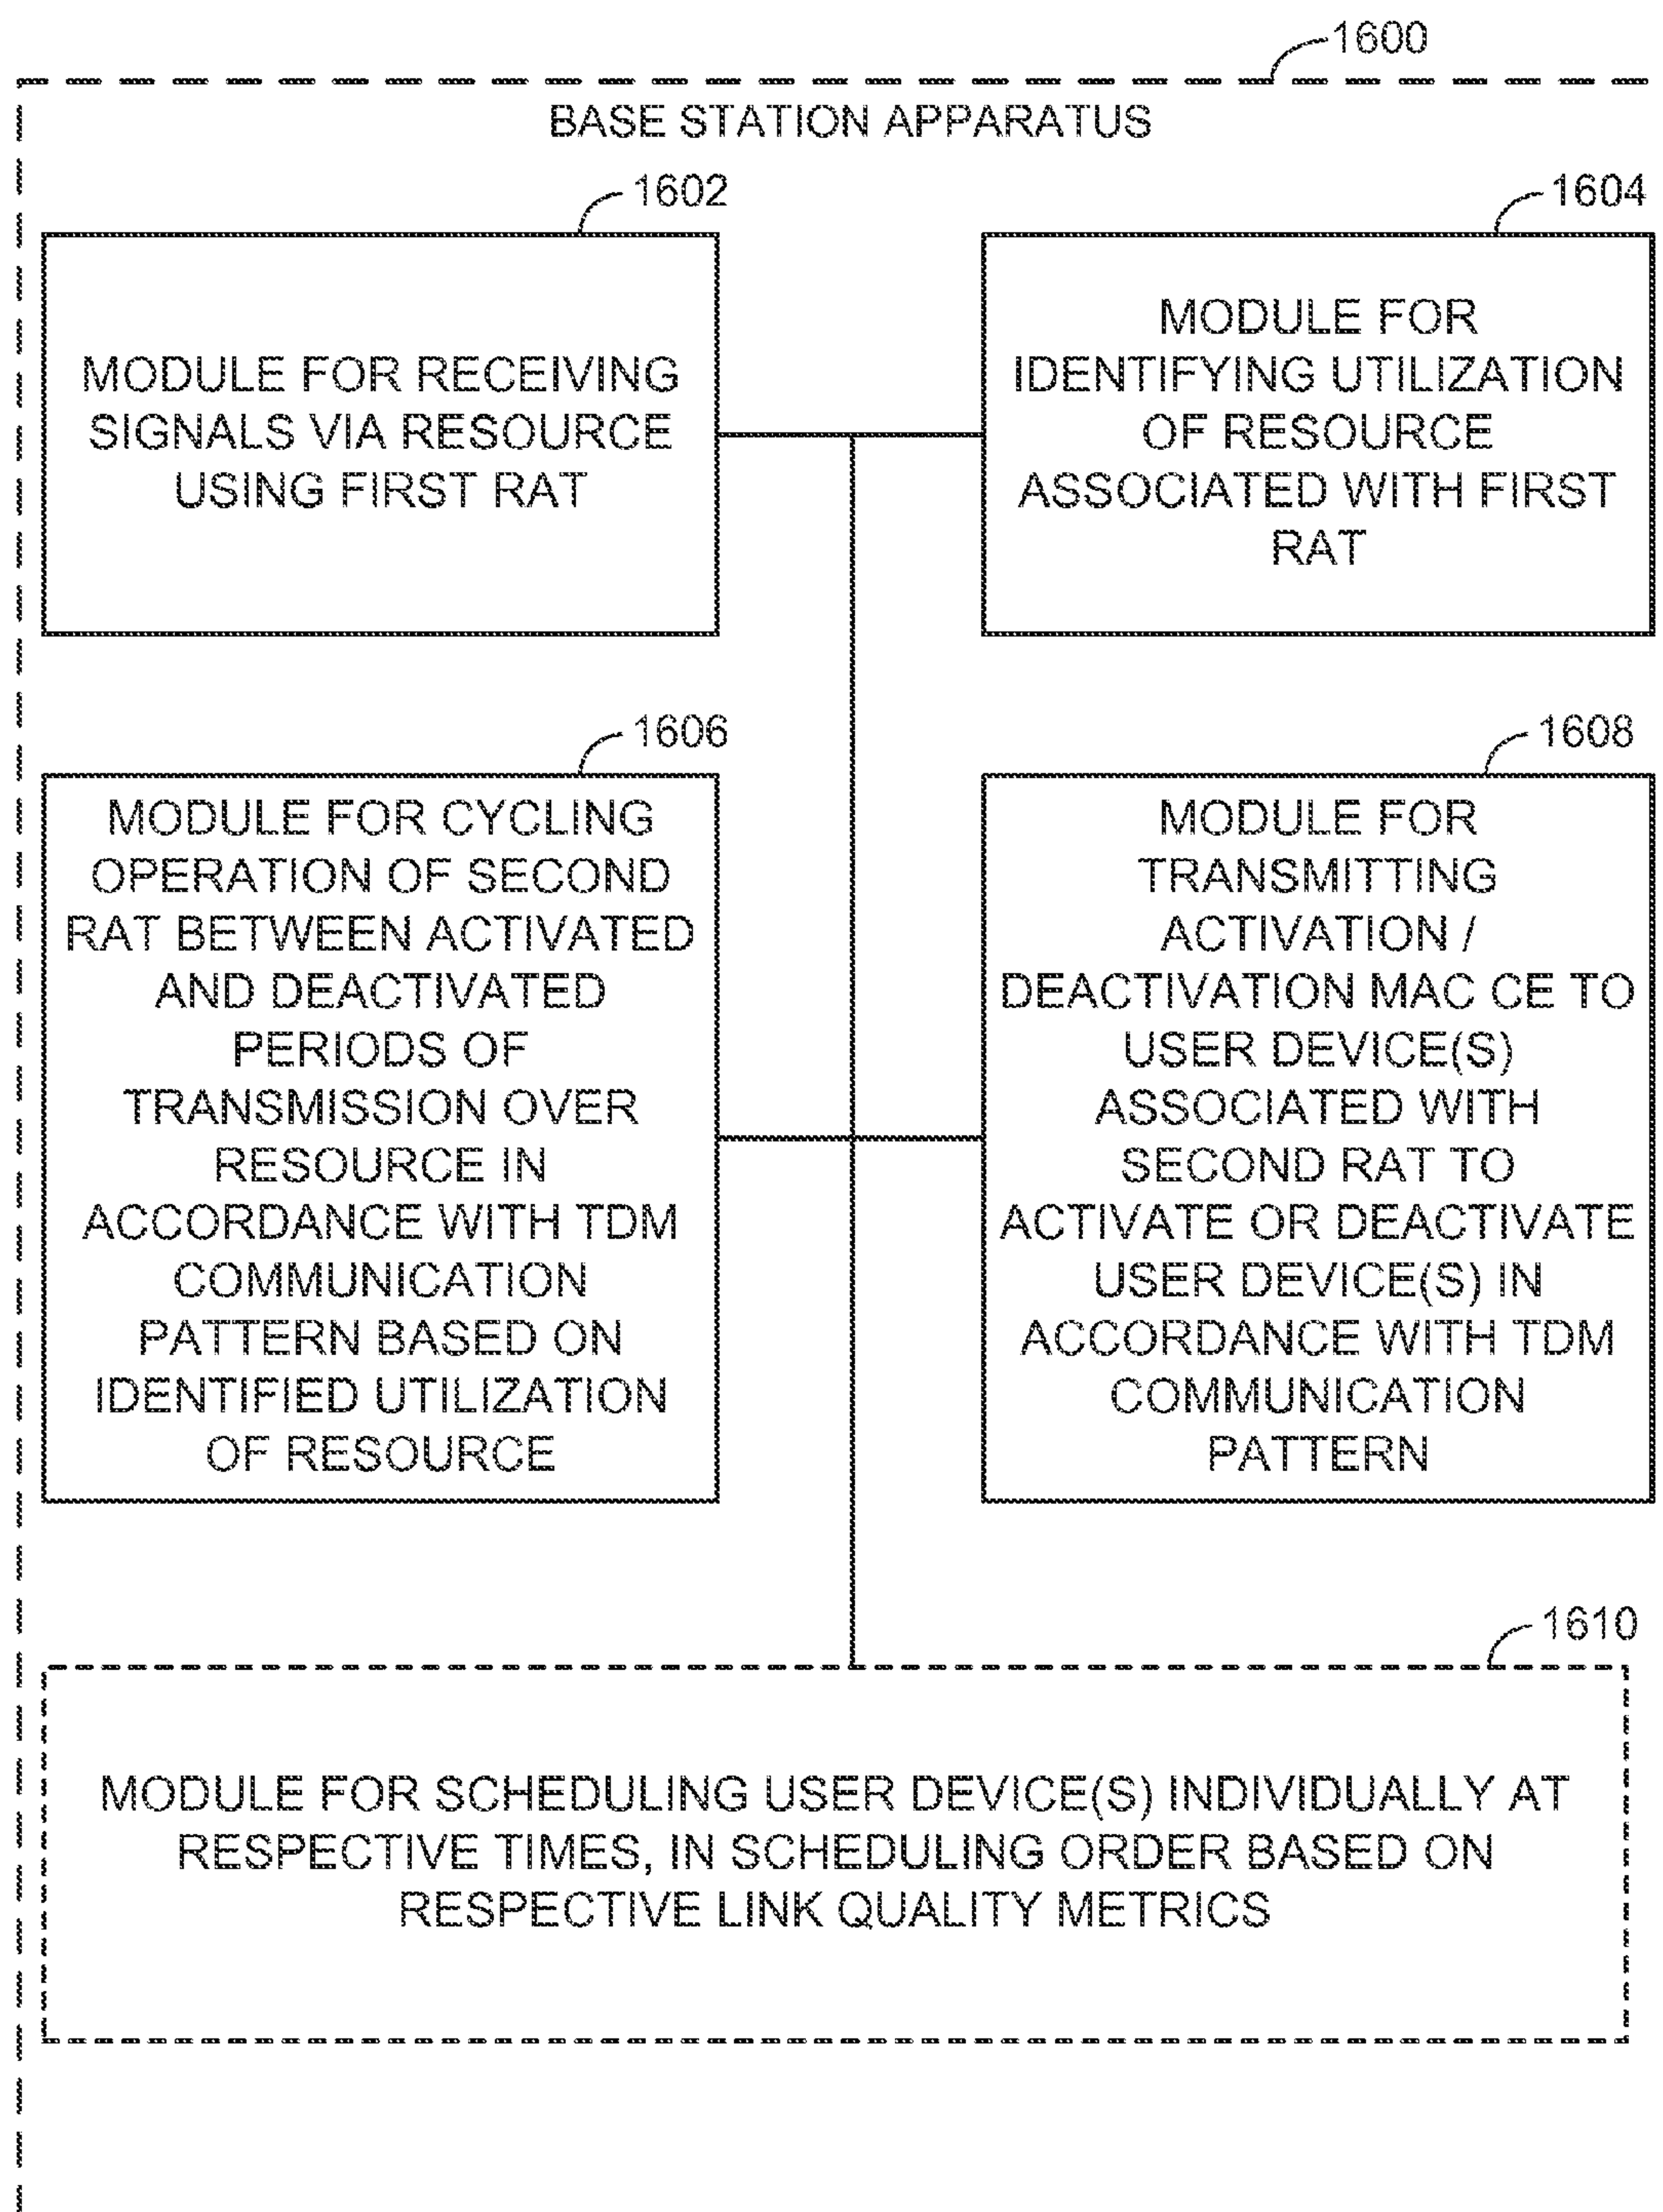 1600
BASE STATION APPARATUS
1602
MODULE FOR RECEIVING
SIGNALS VIA RESOURCE
USING FIRST RAT
1604
MODULE FOR
IDENTIFYING UTILIZATION
OF RESOURCE
ASSOCIATED WITH FIRST
RAT
1606
MODULE FOR CYCLING
OPERATION OF SECOND
RAT BETWEEN ACTIVATED
AND DEACTIVATED
PERIODS OF
TRANSMISSION OVER
RESOURCE IN
ACCORDANCE WITH TDM
COMMUNICATION
PATTERN BASED ON
IDENTIFIED UTILIZATION
OF RESOURCE
1608
MODULE FOR
TRANSMITTING
ACTIVATION /
DEACTIVATION MAC CE TO
USER DEVICE(S)
ASSOCIATED WITH
SECOND RAT TO
ACTIVATE OR DEACTIVATE
USER DEVICE(S) IN
ACCORDANCE WITH TDM
COMMUNICATION
PATTERN
1610
MODULE FOR SCHEDULING USER DEVICE(S) INDIVIDUALLY AT
RESPECTIVE TIMES, IN SCHEDULING ORDER BASED ON
RESPECTIVE LINK QUALITY METRICS